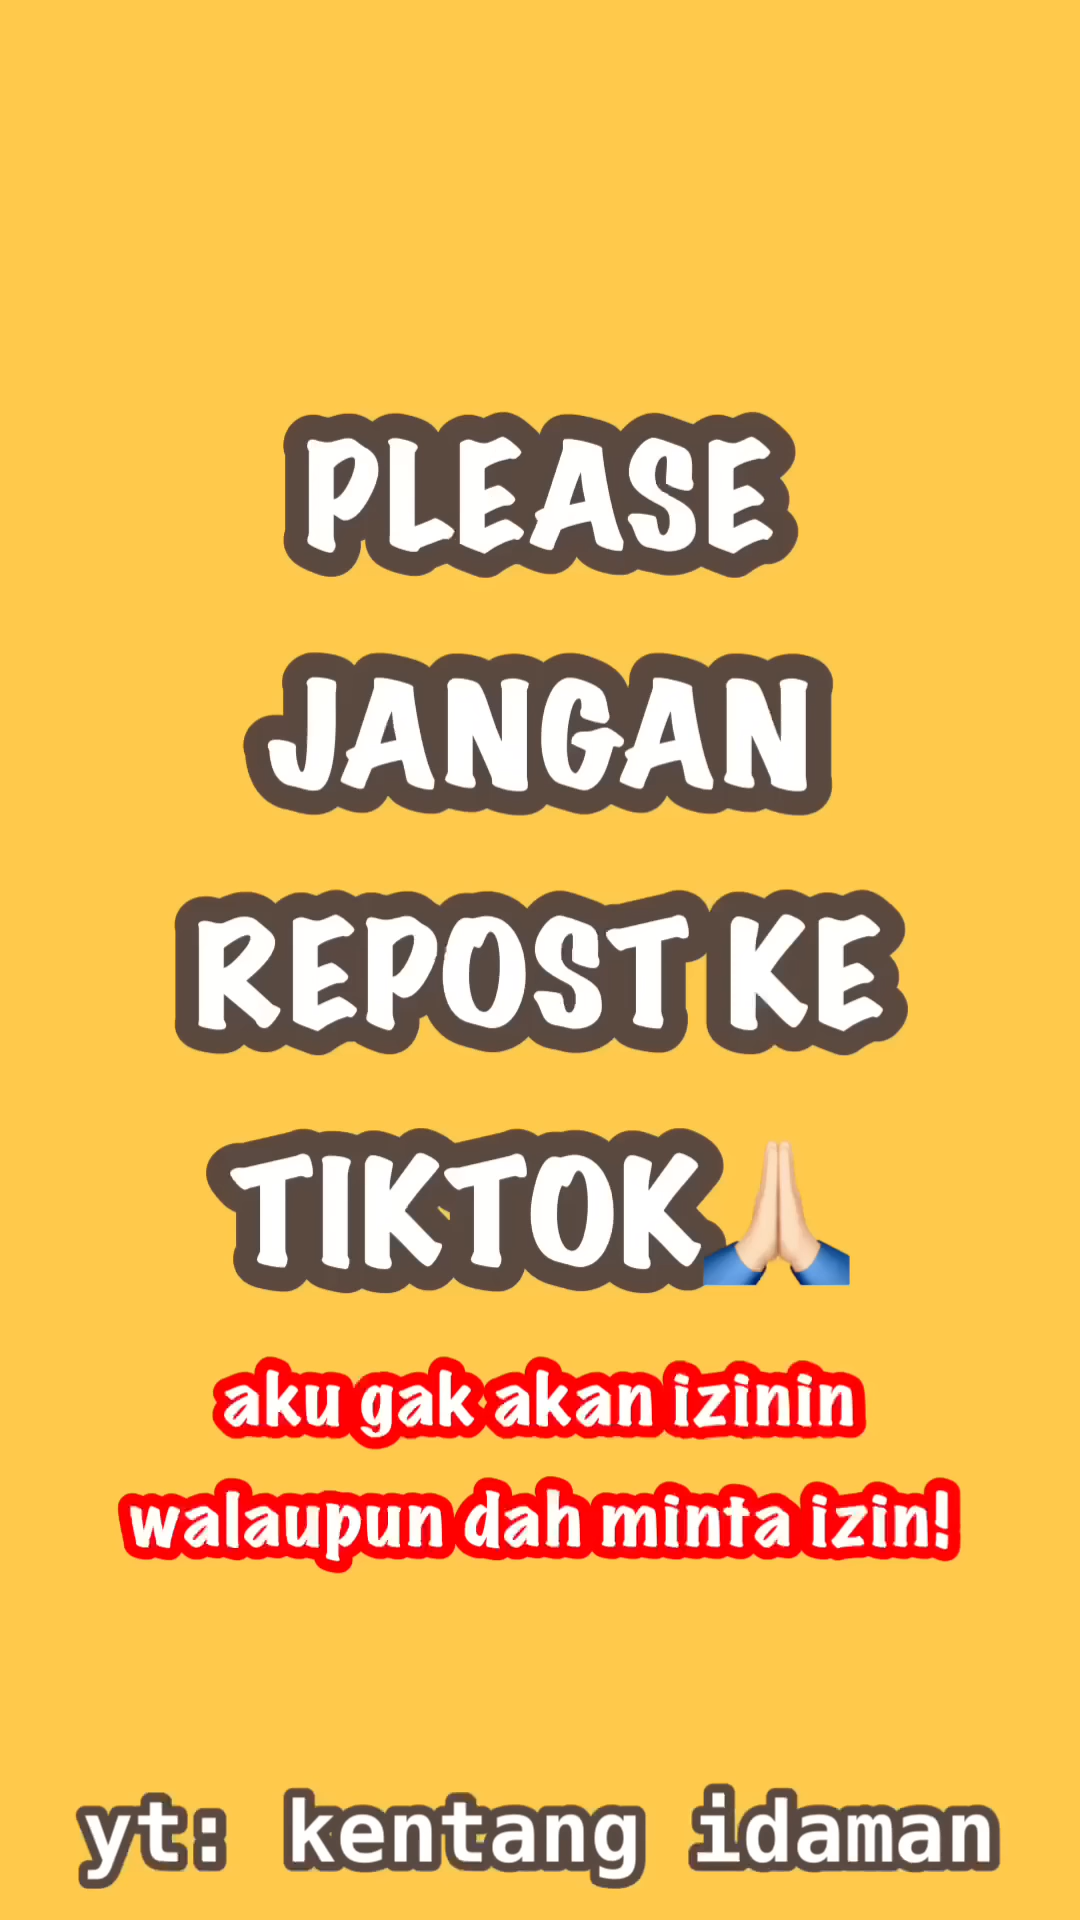 PLEASE
JANGAN
REPOST KE
TIKTOK🙏🏻
aku gak akan izinin
walaupun dah minta izin!
yt: kentang idaman